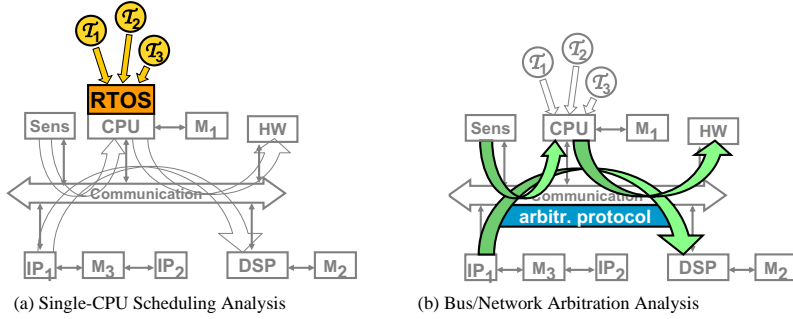 T1
T2
T3
RTOS
Sens
CPU
M1
HW
Communication
IP1
M3
IP2
DSP
M2
(a) Single-CPU Scheduling Analysis
T1
T2
T3
Sens
CPU
M1
HW
Communication
arbitr. protocol
IP1
M3
IP2
DSP
M2
(b) Bus/Network Arbitration Analysis